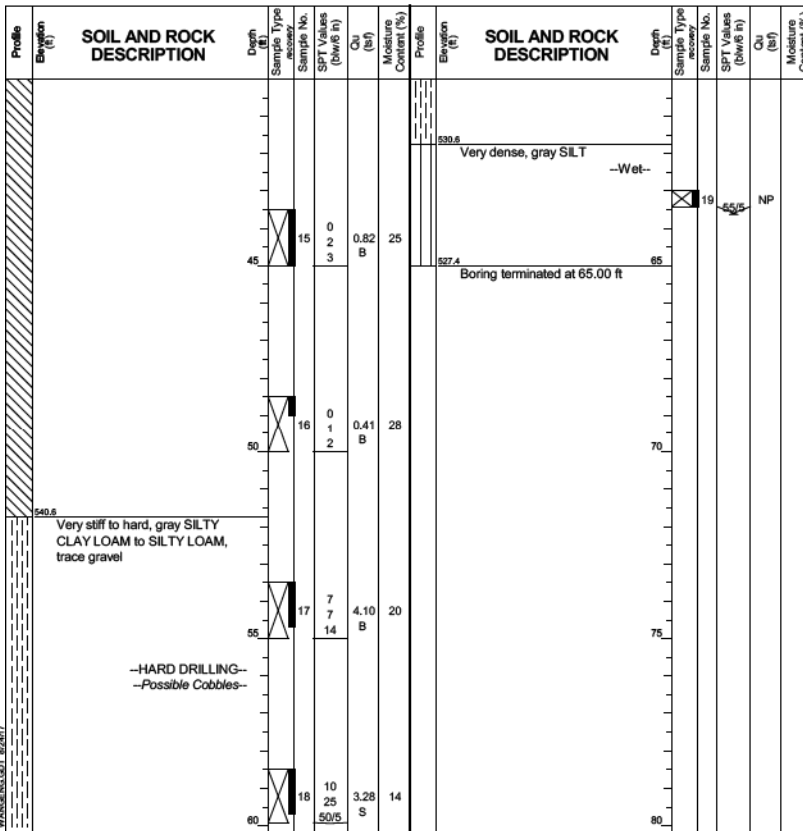 Profile
Elevation (ft)
SOIL AND ROCK
DESCRIPTION
Depth (ft)
Sample Type
recovery
Sample No.
SPT Values
(blw/6 in)
Qu
(tsf)
Moisture
Content (%)
15
0
2
3
0.82
B
25
45
16
0
1
2
0.41
B
28
50
540.6
Very stiff to hard, gray SILTY
CLAY LOAM to SILTY LOAM,
trace gravel
17
7
7
14
4.10
B
20
55
--HARD DRILLING--
--Possible Cobbles--
18
10
25
50/5
3.28
S
14
60
Profile
Elevation (ft)
SOIL AND ROCK
DESCRIPTION
Depth (ft)
Sample Type
recovery
Sample No.
SPT Values
(blw/6 in)
Qu
(tsf)
Moisture
Content (%)
530.6
Very dense, gray SILT
--Wet--
19
55/5
NP
527.4
65
Boring terminated at 65.00 ft
70
75
80